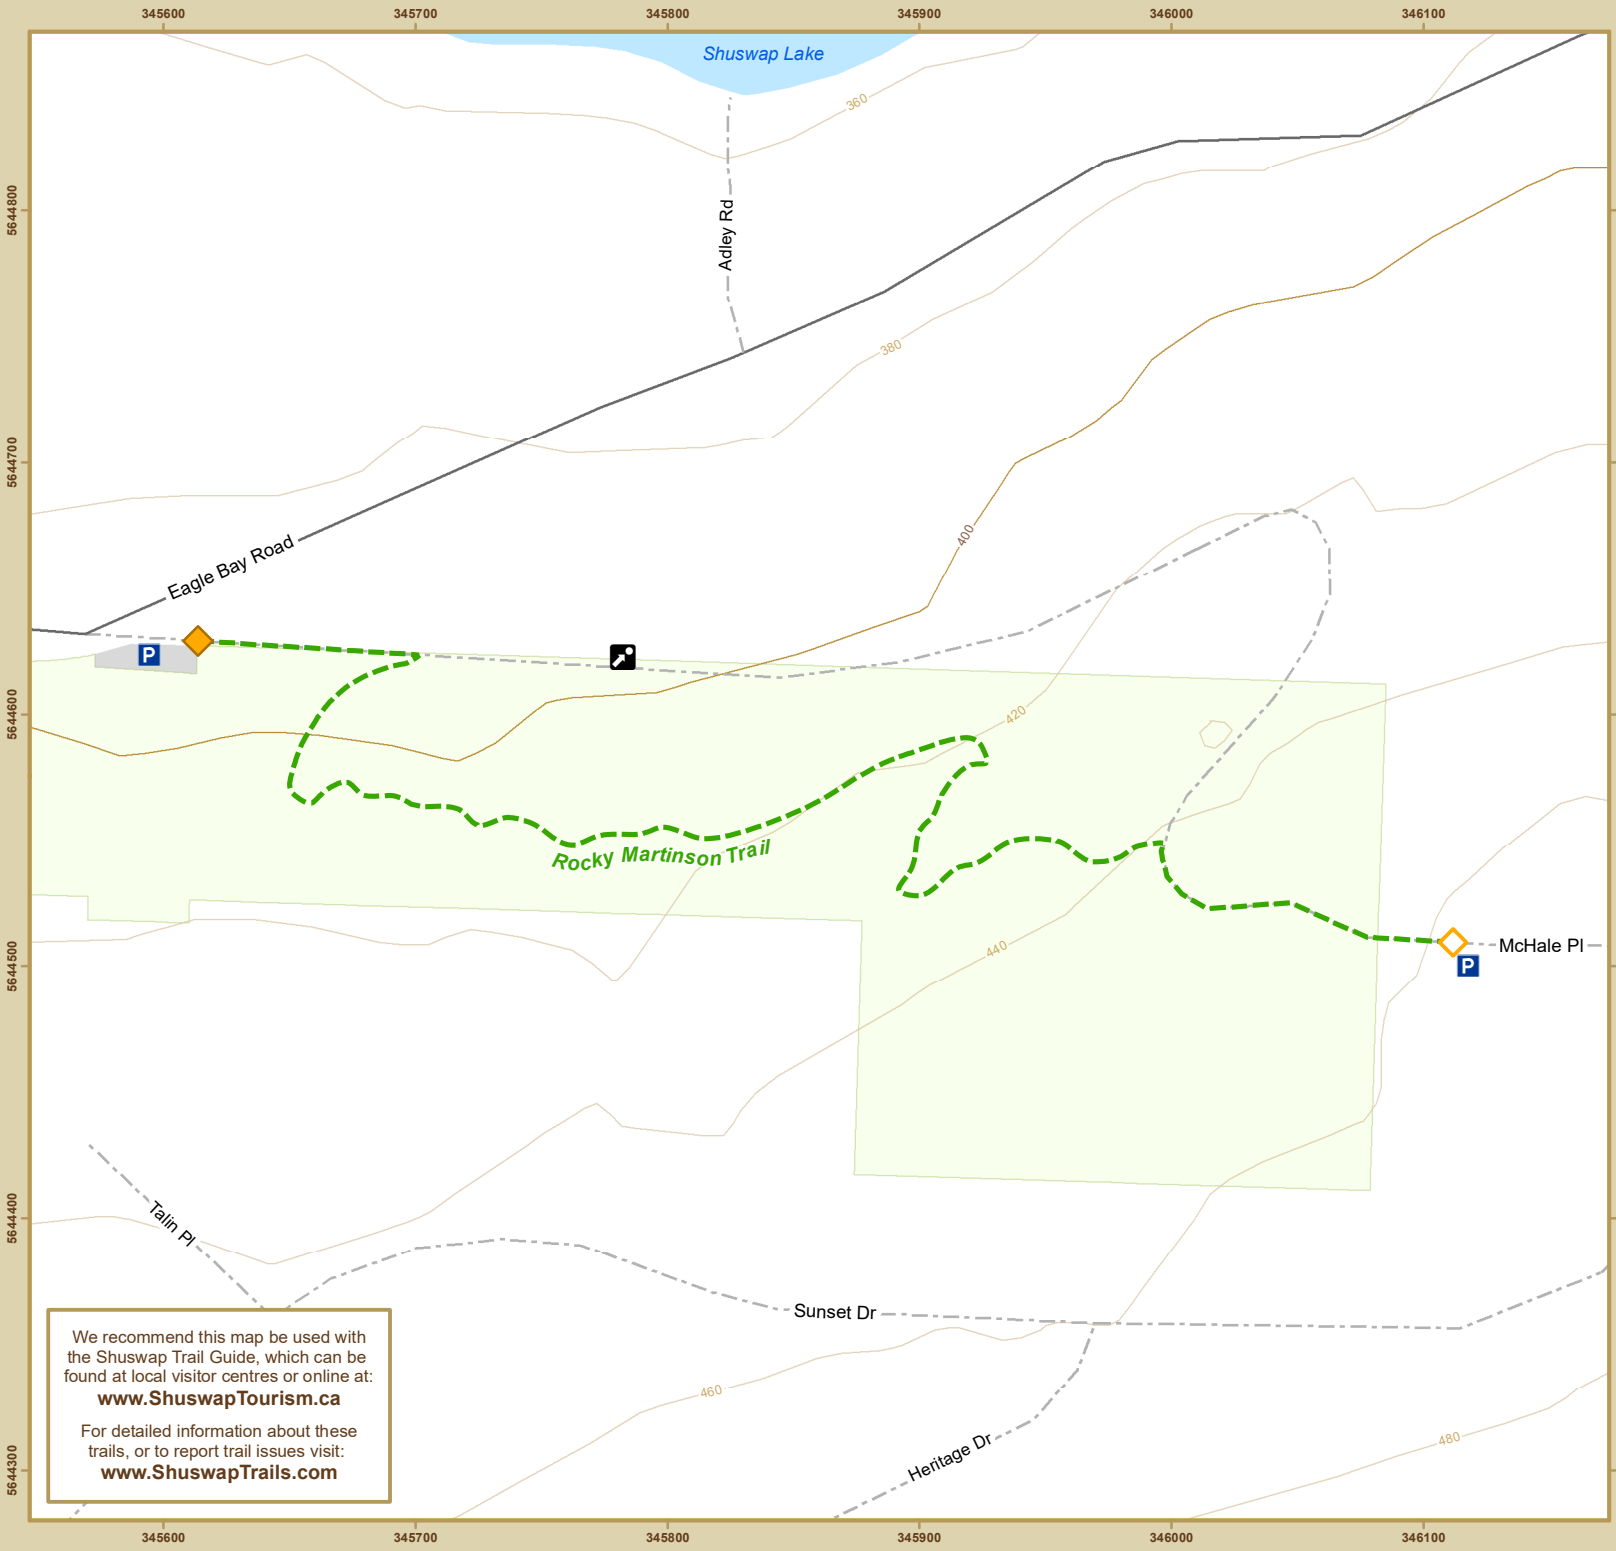 345600
345700
345800
345900
346000
346100
Shuswap Lake
360
5644800
Adley Rd
380
5644700
400
Eagle Bay Road
P
5644600
420
Rocky Martinson Trail
440
McHale Pl
5644500
P
Talin Pl
5644400
Sunset Dr
We recommend this map be used with
the Shuswap Trail Guide, which can be
found at local visitor centres or online at:
www.ShuswapTourism.ca
For detailed information about these
trails, or to report trail issues visit:
www.ShuswapTrails.com
460
480
Heritage Dr
5644300
345600
345700
345800
345900
346000
346100